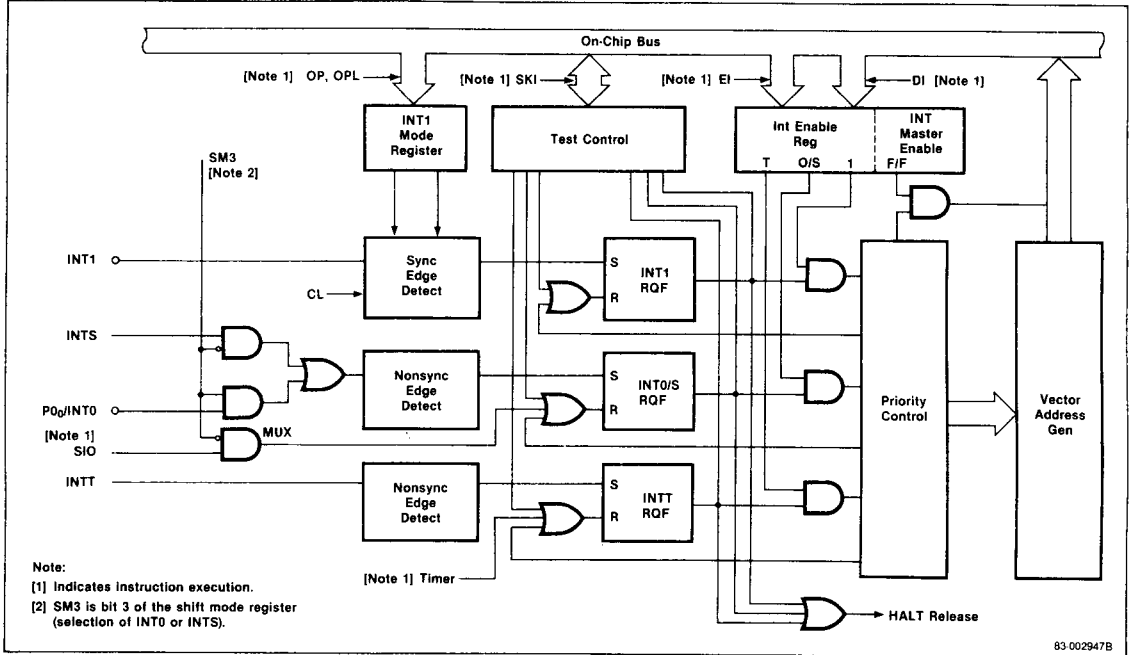 On-Chip Bus
[Note 1] OP, OPL
[Note 1] SKI
[Note 1] EI
DI [Note 1]
INT1
Mode
Register
Test Control
Int Enable
Reg
INT
Master
Enable
T O/S 1 F/F
SM3
[Note 2]
INT1
Sync
Edge
Detect
CL
S
R
INT1
RQF
INTS
P0₀/INT0
[Note 1]
SIO
MUX
Nonsync
Edge
Detect
S
R
INT0/S
RQF
Priority
Control
Vector
Address
Gen
INTT
Nonsync
Edge
Detect
S
R
INTT
RQF
[Note 1] Timer
HALT Release
Note:
[1] Indicates instruction execution.
[2] SM3 is bit 3 of the shift mode register
(selection of INT0 or INTS).
83-002947B